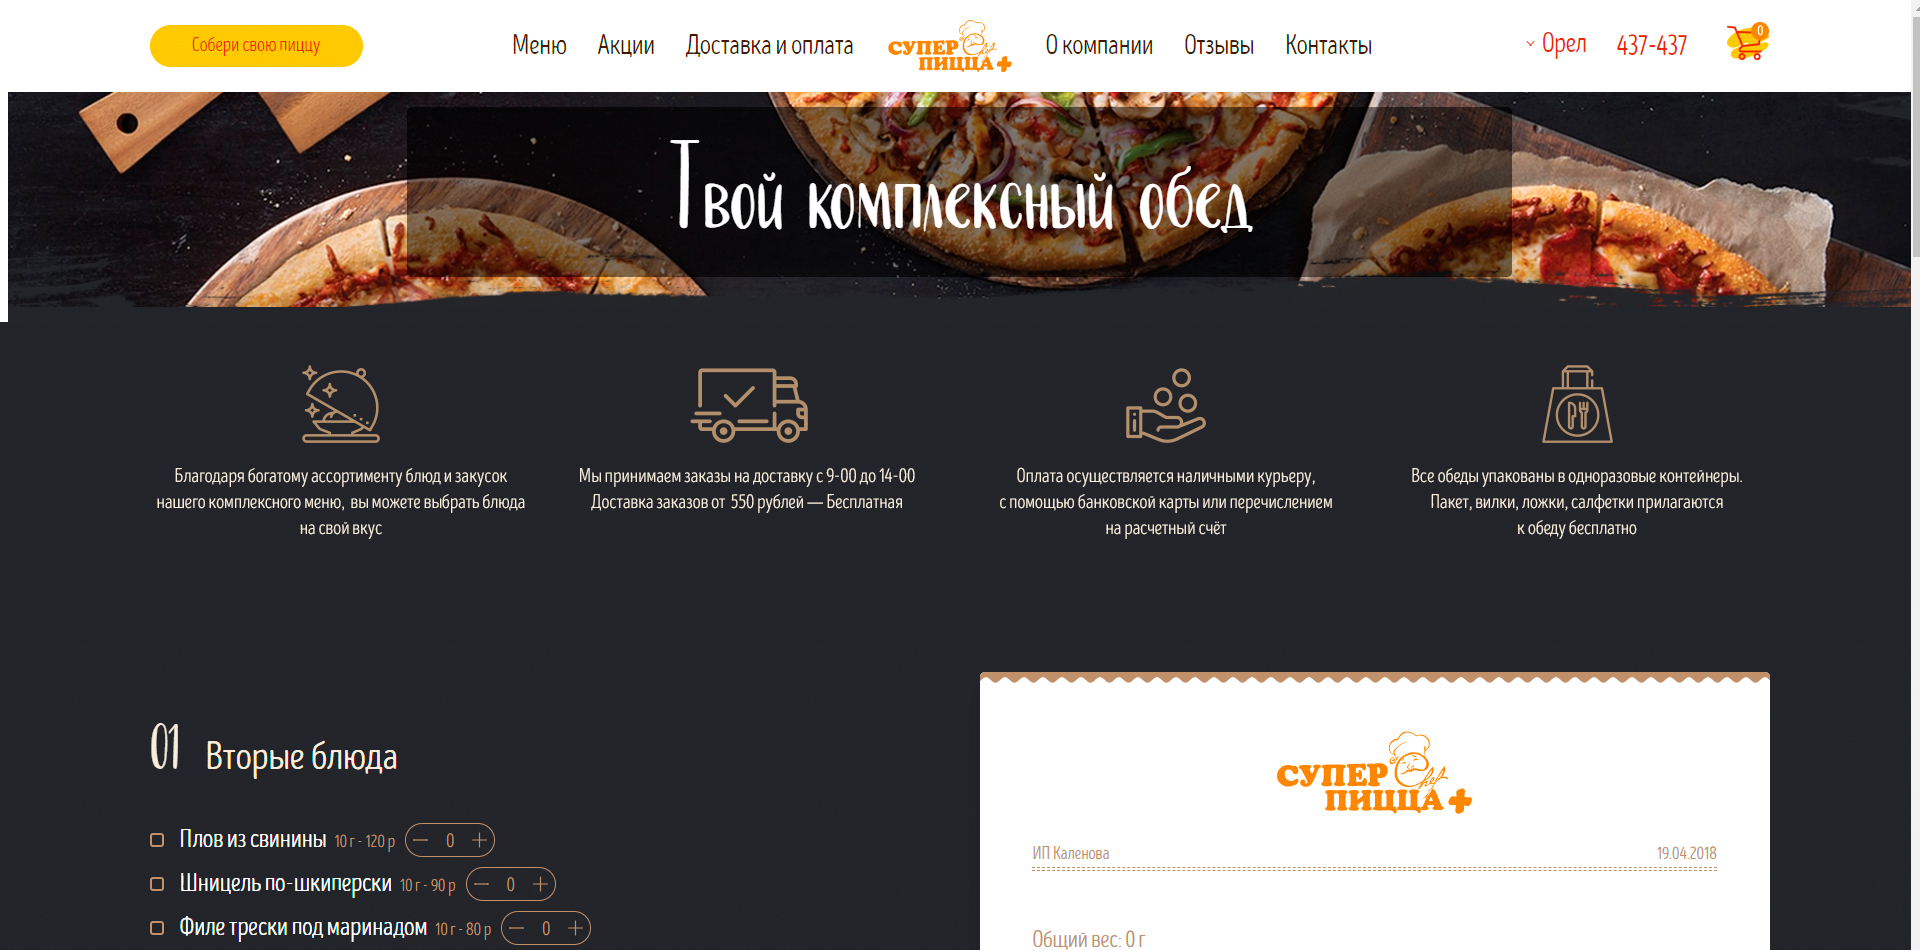 Собери свою пиццу
Меню
Акции
Доставка и оплата
СУПЕР Chef
ПИЦЦА+
О компании
Отзывы
Контакты
Орел
437-437
0
Твой комплексный обед
Благодаря богатому ассортименту блюд и закусок
нашего комплексного меню, вы можете выбрать блюда
на свой вкус
Мы принимаем заказы на доставку с 9-00 до 14-00
Доставка заказов от 550 рублей — Бесплатная
Оплата осуществляется наличными курьеру,
с помощью банковской карты или перечислением
на расчетный счёт
Все обеды упакованы в одноразовые контейнеры.
Пакет, вилки, ложки, салфетки прилагаются
к обеду бесплатно
01 Вторые блюда
Плов из свинины 10 г - 120 р — 0 +
Шницель по-шкиперски 10 г - 90 р — 0 +
Филе трески под маринадом 10 г - 80 р — 0 +
СУПЕР Chef
ПИЦЦА+
ИП Каленова 19.04.2018
Общий вес: 0 г